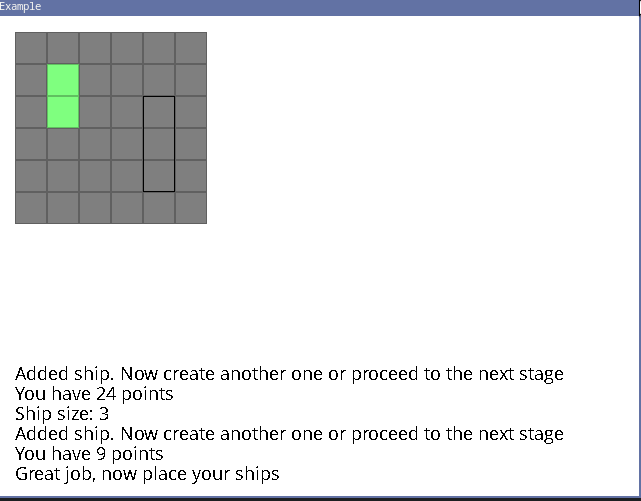 Example
Added ship. Now create another one or proceed to the next stage
You have 24 points
Ship size: 3
Added ship. Now create another one or proceed to the next stage
You have 9 points
Great job, now place your ships